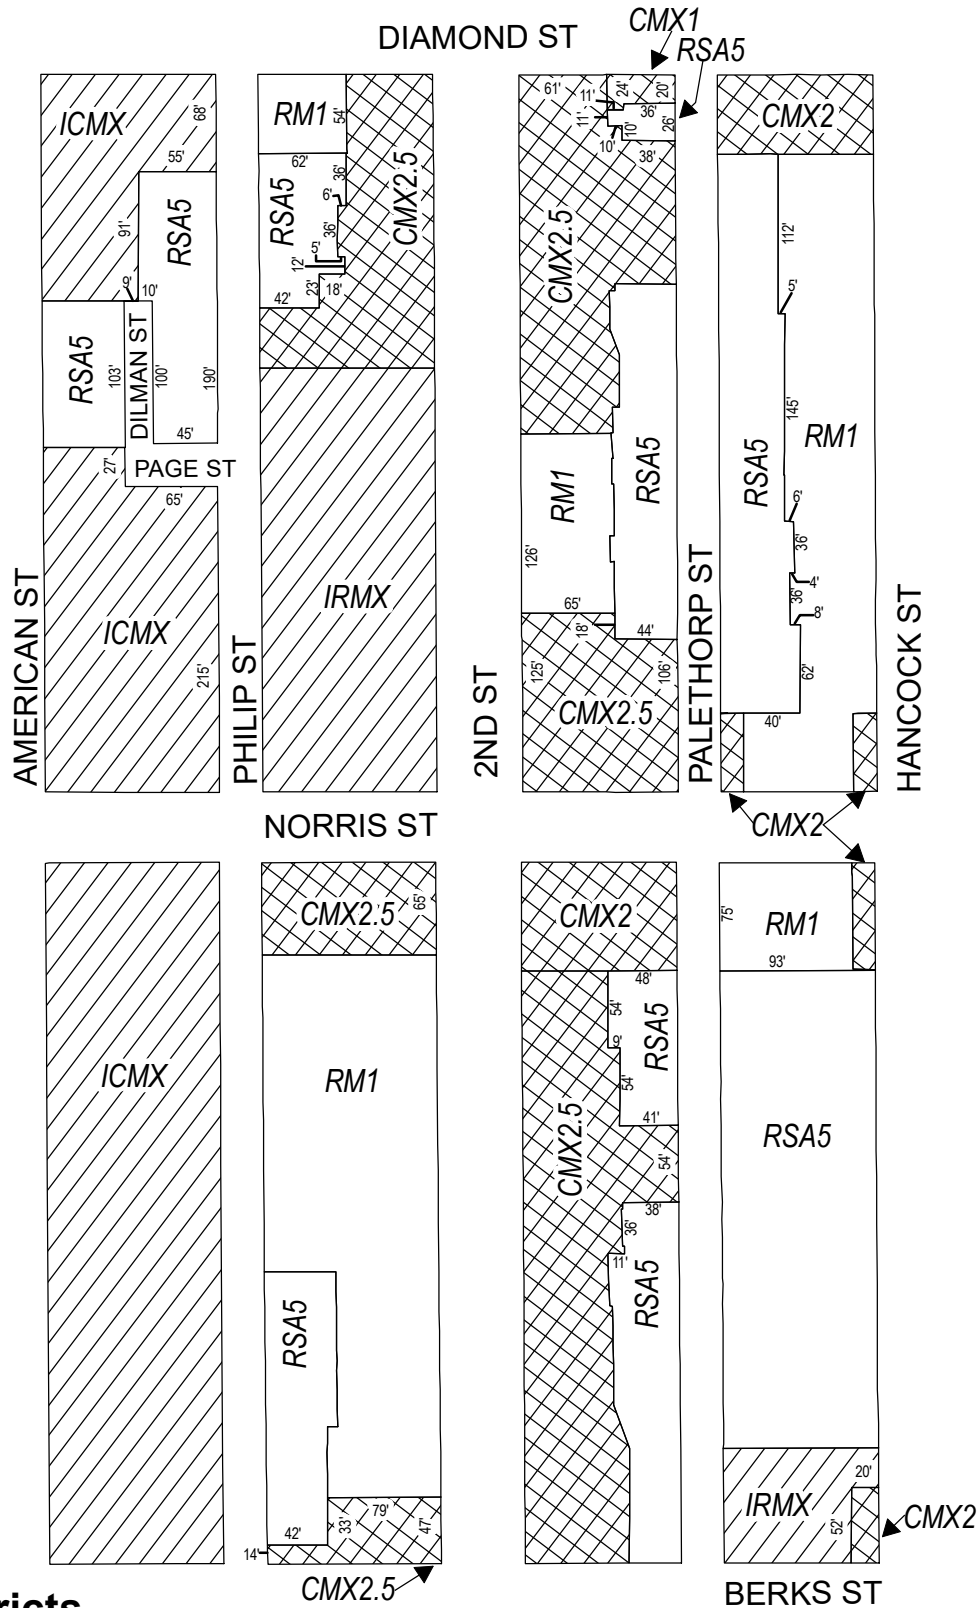 DIAMOND ST
CMX1
RSA5
ICMX
68'
55'
91'
RSA5
9'
10'
RSA5
103'
DILMAN ST
100'
190'
45'
27'
PAGE ST
65'
ICMX
215'
AMERICAN ST
RM1
54'
62'
RSA5
36'
6'
36'
5'
12'
23'
18'
42'
CMX2.5
IRMX
PHILIP ST
61'
11'
24'
20'
36'
11'
10'
10'
26'
38'
CMX2.5
RSA5
RM1
126'
65'
18'
44'
125'
106'
CMX2.5
2ND ST
PALETHORP ST
CMX2
112'
5'
145'
RSA5
RM1
6'
36'
4'
36'
8'
62'
40'
HANCOCK ST
CMX2
NORRIS ST
ICMX
CMX2.5
65'
RM1
RSA5
42'
33'
79'
47'
14'
CMX2.5
CMX2
48'
54'
RSA5
9'
54'
41'
CMX2.5
54'
38'
36'
11'
RSA5
75'
RM1
93'
RSA5
IRMX
20'
52'
CMX2
BERKS ST